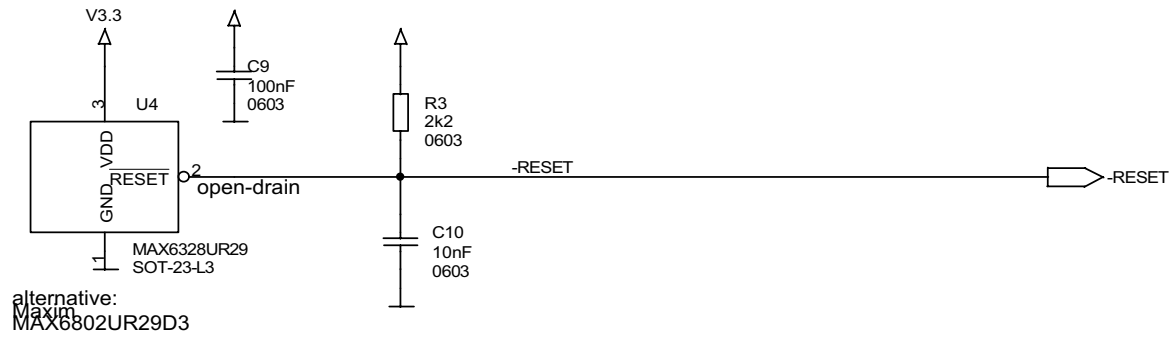 V3.3
C9
100nF
0603
3
U4
R3
2k2
0603
VDD
RESET
GND
2
open-drain
-RESET
-RESET
1
MAX6328UR29
SOT-23-L3
C10
10nF
0603
alternative:
Maxim
MAX6802UR29D3